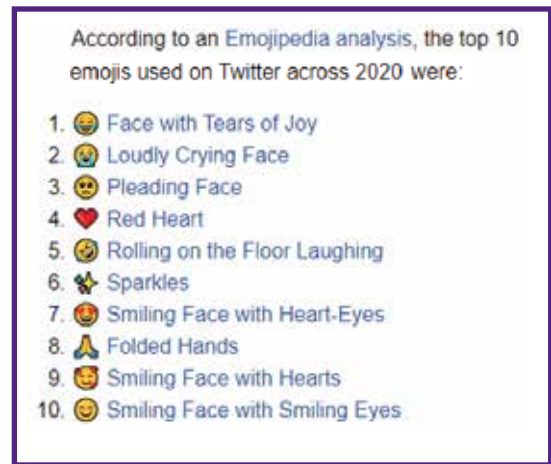 According to an Emojipedia analysis, the top 10
emojis used on Twitter across 2020 were:
1. 😂 Face with Tears of Joy
2. 😭 Loudly Crying Face
3. 🥺 Pleading Face
4. ❤️ Red Heart
5. 🤣 Rolling on the Floor Laughing
6. ✨ Sparkles
7. 😍 Smiling Face with Heart-Eyes
8. 🙏 Folded Hands
9. 🥰 Smiling Face with Hearts
10. 😊 Smiling Face with Smiling Eyes